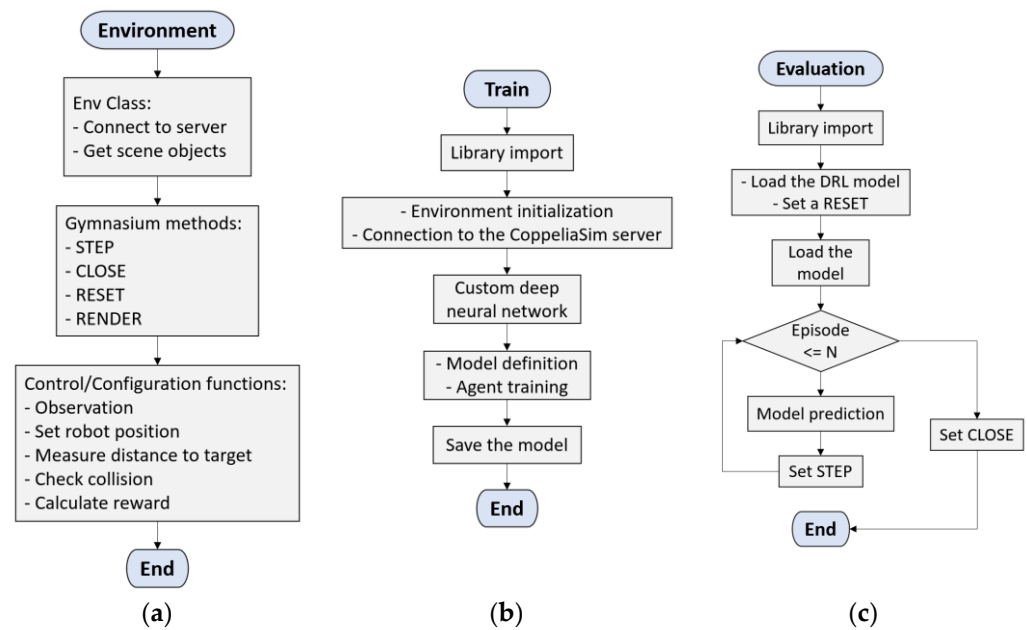 Environment
Env Class:
- Connect to server
- Get scene objects
Gymnasium methods:
- STEP
- CLOSE
- RESET
- RENDER
Control/Configuration functions:
- Observation
- Set robot position
- Measure distance to target
- Check collision
- Calculate reward
End
(a)
Train
Library import
- Environment initialization
- Connection to the CoppeliaSim server
Custom deep
neural network
- Model definition
- Agent training
Save the model
End
(b)
Evaluation
Library import
- Load the DRL model
- Set a RESET
Load the
model
Episode
<= N
Model prediction
Set STEP
Set CLOSE
End
(c)